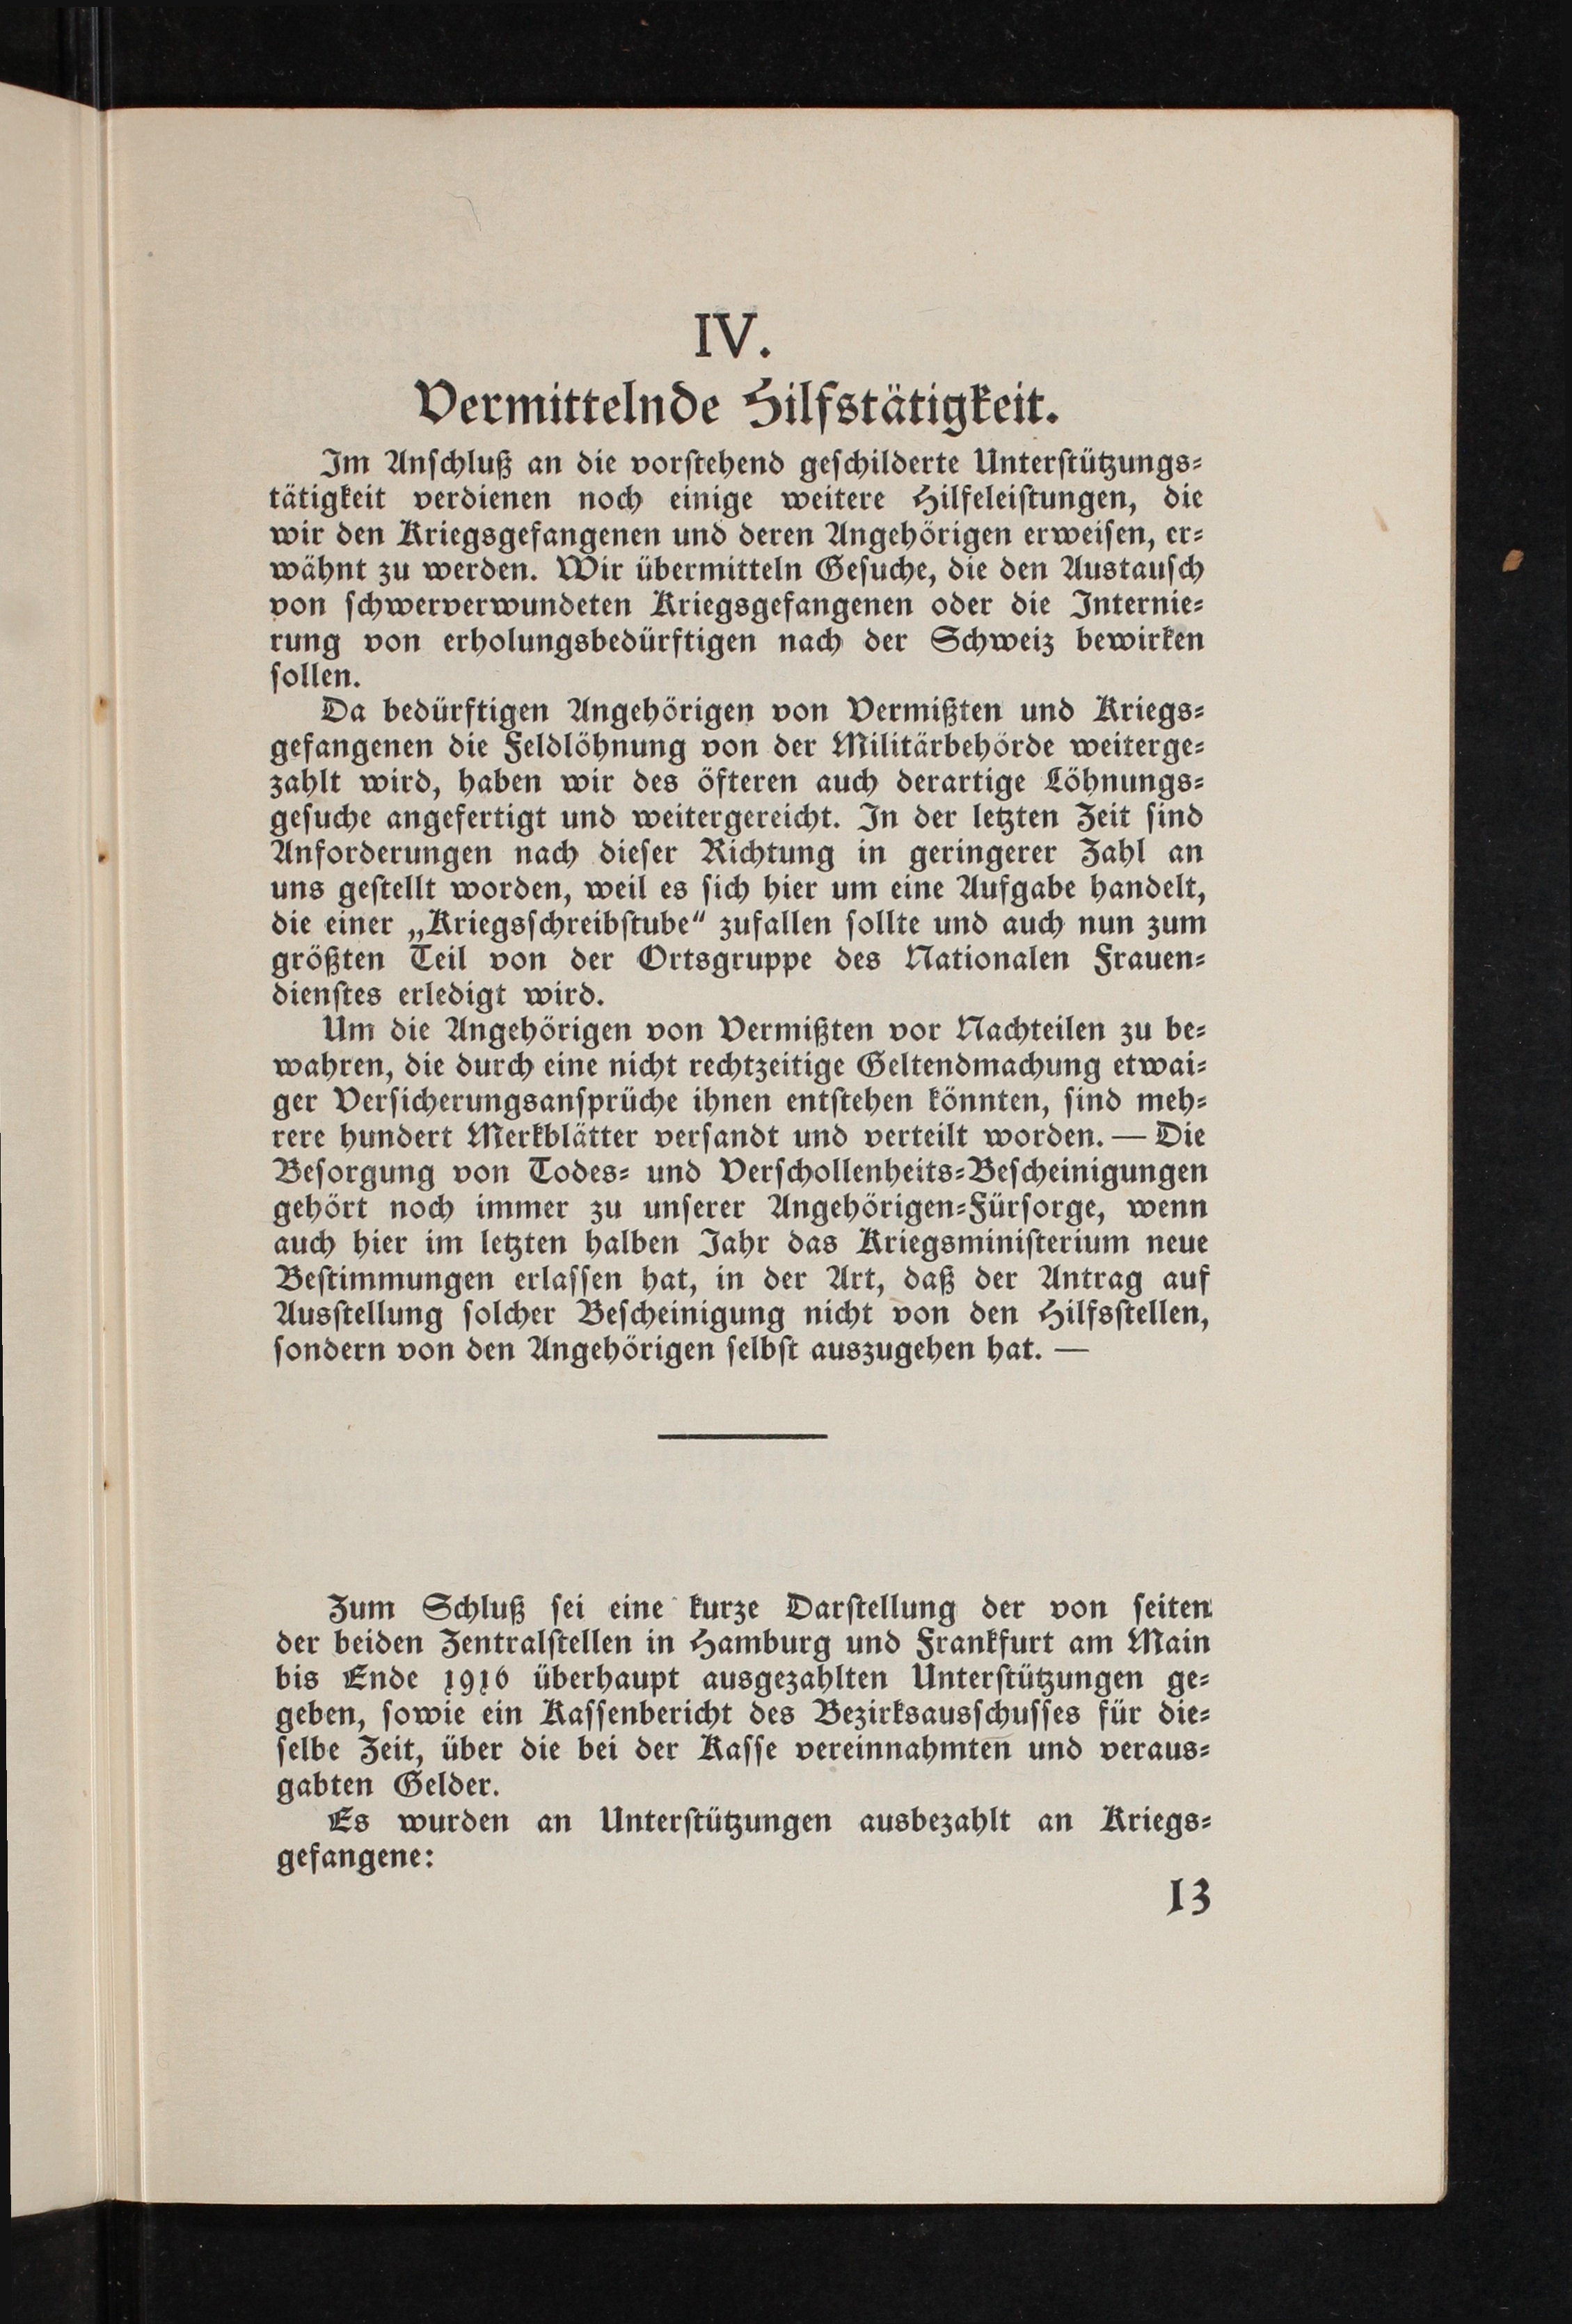 IV.
Vermittelnde Hilfstätigkeit.
Im Anschluß an die vorstehend geschilderte Unterstützungs-
tätigkeit verdienen noch einige weitere Hilfeleistungen, die
wir den Kriegsgefangenen und deren Angehörigen erweisen, er-
wähnt zu werden. Wir übermitteln Gesuche, die den Austausch
von schwerverwundeten Kriegsgefangenen oder die Internie-
rung von erholungsbedürftigen nach der Schweiz bewirken
sollen.
Da bedürftigen Angehörigen von Vermißten und Kriegs-
gefangenen die Feldlöhnung von der Militärbehörde weiterge-
zahlt wird, haben wir des öfteren auch derartige Löhnungs-
gesuche angefertigt und weitergereicht. In der letzten Zeit sind
Anforderungen nach dieser Richtung in geringerer Zahl an
uns gestellt worden, weil es sich hier um eine Aufgabe handelt,
die einer „Kriegsschreibstube“ zufallen sollte und auch nun zum
größten Teil von der Ortsgruppe des Nationalen Frauen-
dienstes erledigt wird.
Um die Angehörigen von Vermißten vor Nachteilen zu be-
wahren, die durch eine nicht rechtzeitige Geltendmachung etwai-
ger Versicherungsansprüche ihnen entstehen könnten, sind meh-
rere hundert Merkblätter versandt und verteilt worden. — Die
Besorgung von Todes- und Verschollenheits-Bescheinigungen
gehört noch immer zu unserer Angehörigen-Fürsorge, wenn
auch hier im letzten halben Jahr das Kriegsministerium neue
Bestimmungen erlassen hat, in der Art, daß der Antrag auf
Ausstellung solcher Bescheinigung nicht von den Hilfsstellen,
sondern von den Angehörigen selbst auszugehen hat. —
Zum Schluß sei eine kurze Darstellung der von seiten
der beiden Zentralstellen in Hamburg und Frankfurt am Main
bis Ende 1916 überhaupt ausgezahlten Unterstützungen ge-
geben, sowie ein Kassenbericht des Bezirksausschusses für die-
selbe Zeit, über die bei der Kasse vereinnahmten und veraus-
gabten Gelder.
Es wurden an Unterstützungen ausbezahlt an Kriegs-
gefangene:
13